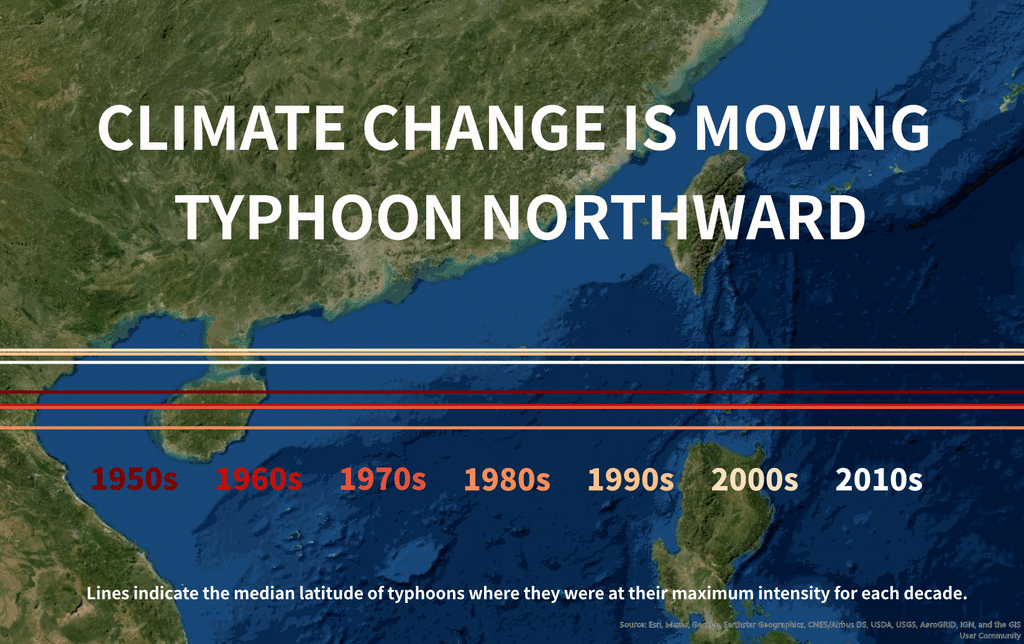 CLIMATE CHANGE IS MOVING
TYPHOON NORTHWARD
1950s 1960s 1970s 1980s 1990s 2000s 2010s
Lines indicate the median latitude of typhoons where they were at their maximum intensity for each decade.
Source: Esri, Maxar, GeoEye, Earthstar Geographics, CNES/Airbus DS, USDA, USGS, AeroGRID, IGN, and the GIS
User Community